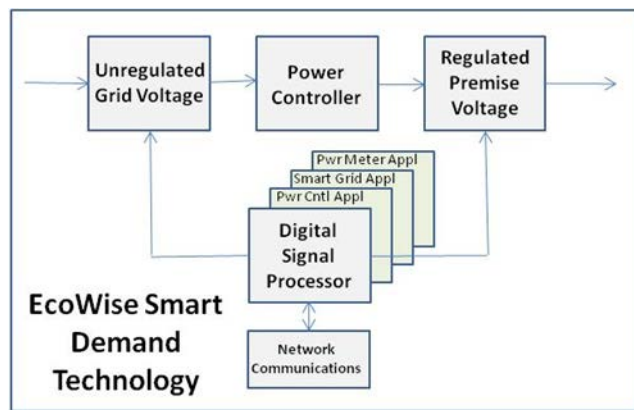 Unregulated
Grid Voltage
Power
Controller
Regulated
Premise
Voltage
Pwr Meter Appl
Smart Grid Appl
Pwr Cntl Appl
Digital
Signal
Processor
EcoWise Smart
Demand
Technology
Network
Communications